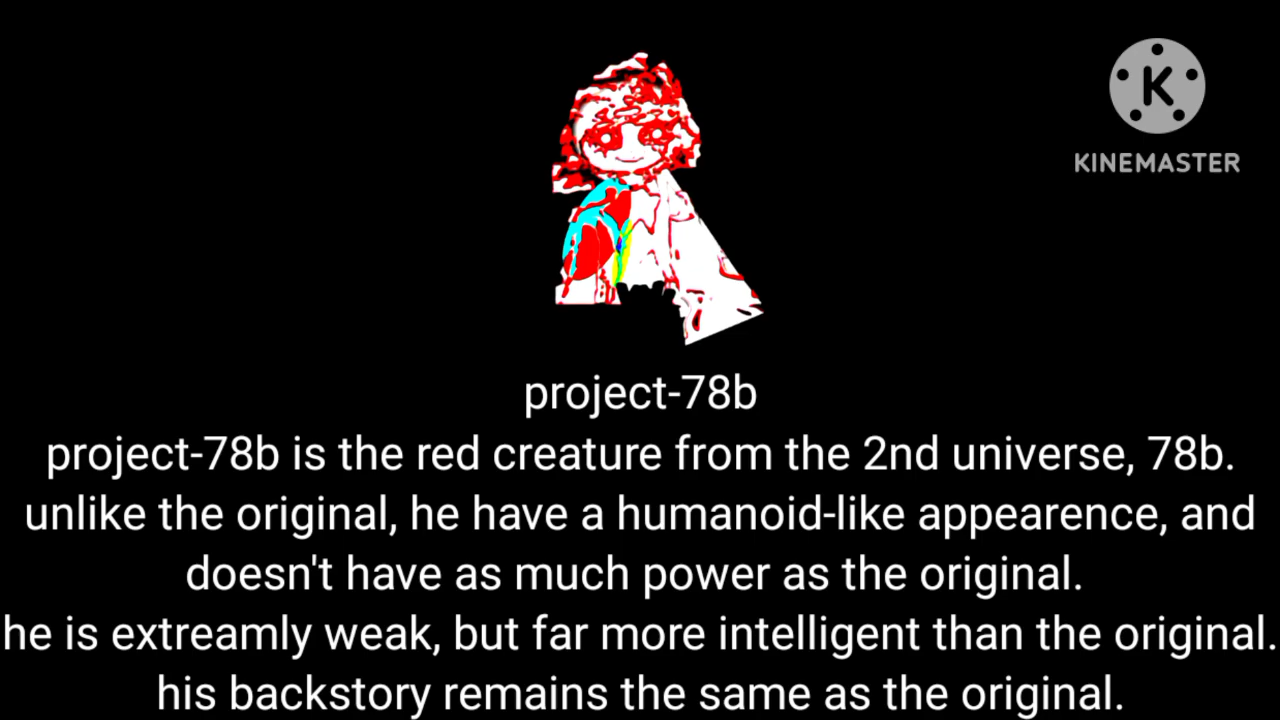 K
KINEMASTER
project-78b
project-78b is the red creature from the 2nd universe, 78b.
unlike the original, he have a humanoid-like appearence, and
doesn't have as much power as the original.
he is extreamly weak, but far more intelligent than the original.
his backstory remains the same as the original.